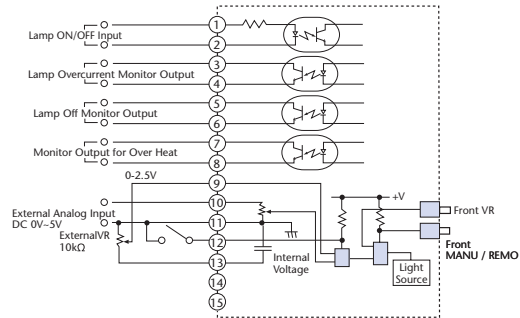 Lamp ON/OFF Input
1
2
Lamp Overcurrent Monitor Output
3
4
Lamp Off Monitor Output
5
6
Monitor Output for Over Heat
7
8
0-2.5V
9
10
External Analog Input
DC 0V~5V
11
ExternalVR
10kΩ
12
13
14
15
Internal
Voltage
+V
Front VR
Front
MANU / REMO
Light
Source